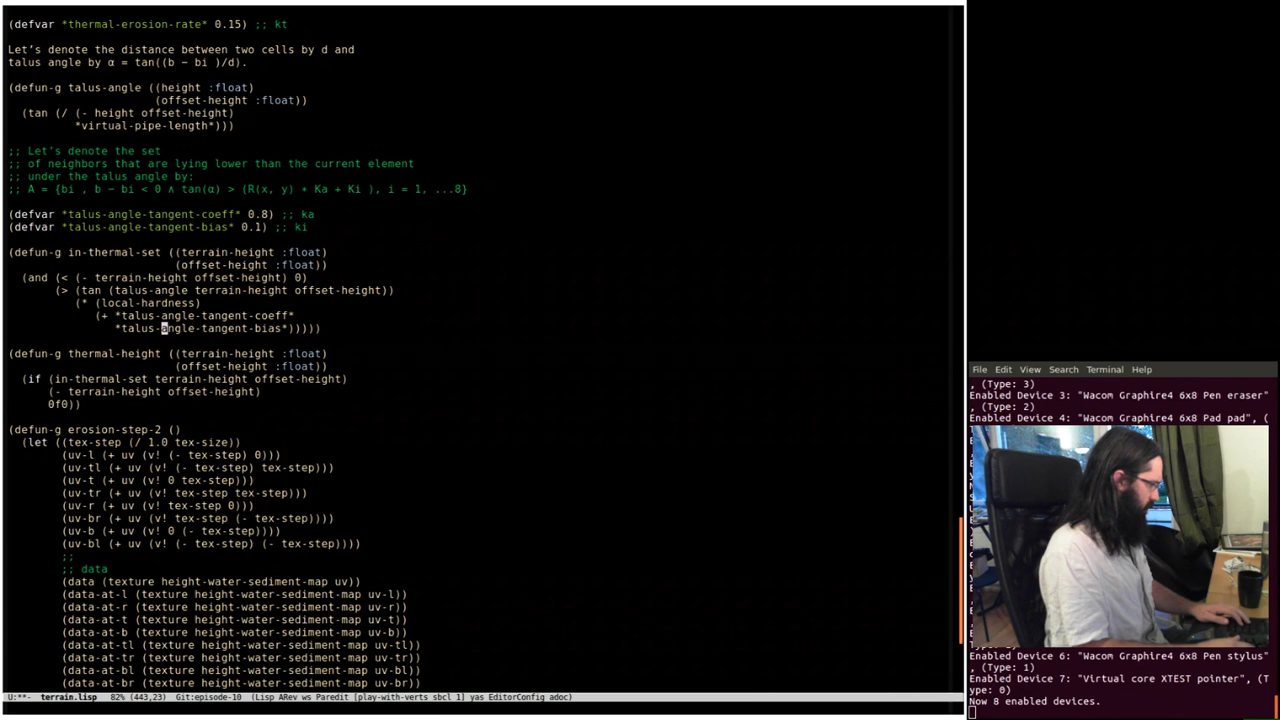 (defvar *thermal-erosion-rate* 0.15) ;; kt
Let's denote the distance between two cells by d and
talus angle by α = tan((b − bi )/d).
(defun-g talus-angle ((height :float)
(offset-height :float))
(tan (/ (- height offset-height)
*virtual-pipe-length*)))
;; Let's denote the set
;; of neighbors that are lying lower than the current element
;; under the talus angle by:
;; A = {bi , b − bi < 0 ∧ tan(α) > (R(x, y) ∗ Ka + Ki ), i = 1, ...8}
(defvar *talus-angle-tangent-coeff* 0.8) ;; ka
(defvar *talus-angle-tangent-bias* 0.1) ;; ki
(defun-g in-thermal-set ((terrain-height :float)
(offset-height :float))
(and (< (- terrain-height offset-height) 0)
(> (tan (talus-angle terrain-height offset-height))
(* (local-hardness)
(+ *talus-angle-tangent-coeff*
*talus-angle-tangent-bias*)))))
(defun-g thermal-height ((terrain-height :float)
(offset-height :float))
(if (in-thermal-set terrain-height offset-height)
(- terrain-height offset-height)
0f0))
(defun-g erosion-step-2 ()
(let ((tex-step (/ 1.0 tex-size))
(uv-l (+ uv (v! (- tex-step) 0)))
(uv-tl (+ uv (v! (- tex-step) tex-step)))
(uv-t (+ uv (v! 0 tex-step)))
(uv-tr (+ uv (v! tex-step tex-step)))
(uv-r (+ uv (v! tex-step 0)))
(uv-br (+ uv (v! tex-step (- tex-step))))
(uv-b (+ uv (v! 0 (- tex-step))))
(uv-bl (+ uv (v! (- tex-step) (- tex-step))))
;;
;; data
(data (texture height-water-sediment-map uv))
(data-at-l (texture height-water-sediment-map uv-l))
(data-at-r (texture height-water-sediment-map uv-r))
(data-at-t (texture height-water-sediment-map uv-t))
(data-at-b (texture height-water-sediment-map uv-b))
(data-at-tl (texture height-water-sediment-map uv-tl))
(data-at-tr (texture height-water-sediment-map uv-tr))
(data-at-bl (texture height-water-sediment-map uv-bl))
(data-at-br (texture height-water-sediment-map uv-br))
U:**- terrain.lisp 82% (443,23) Git:episode-10 (Lisp ARev ws Paredit [play-with-verts sbcl 1] yas EditorConfig adoc)
File Edit View Search Terminal Help
, (Type: 3)
Enabled Device 3: "Wacom Graphire4 6x8 Pen eraser"
, (Type: 2)
Enabled Device 4: "Wacom Graphire4 6x8 Pad pad", (
Enabled Device 6: "Wacom Graphire4 6x8 Pen stylus"
, (Type: 1)
Enabled Device 7: "Virtual core XTEST pointer", (T
ype: 0)
Now 8 enabled devices.